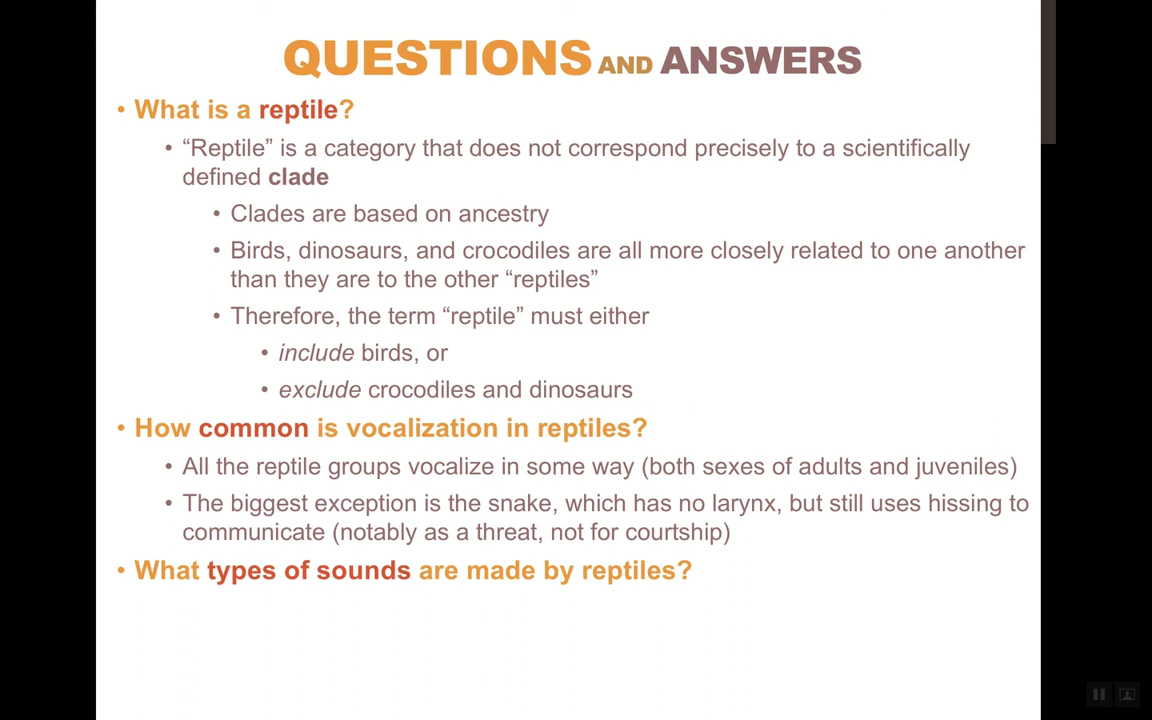 QUESTIONS AND ANSWERS
• What is a reptile?
• “Reptile” is a category that does not correspond precisely to a scientifically
defined clade
• Clades are based on ancestry
• Birds, dinosaurs, and crocodiles are all more closely related to one another
than they are to the other “reptiles”
• Therefore, the term “reptile” must either
• include birds, or
• exclude crocodiles and dinosaurs
• How common is vocalization in reptiles?
• All the reptile groups vocalize in some way (both sexes of adults and juveniles)
• The biggest exception is the snake, which has no larynx, but still uses hissing to
communicate (notably as a threat, not for courtship)
• What types of sounds are made by reptiles?